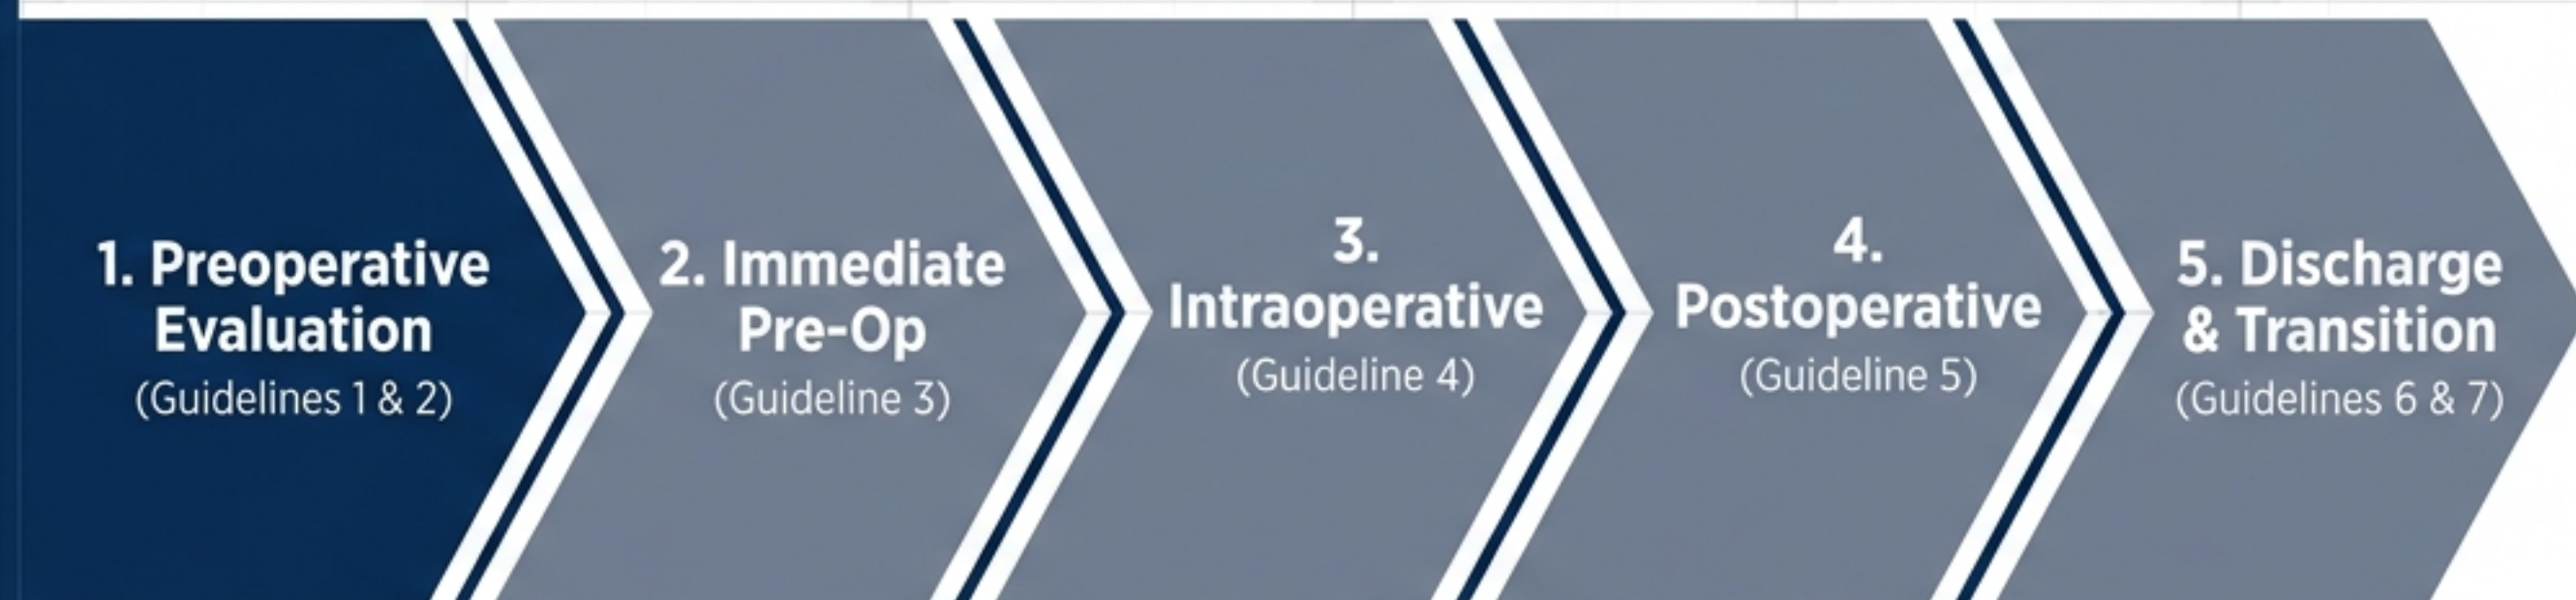 1. Preoperative
Evaluation
(Guidelines 1 & 2)
2. Immediate
Pre-Op
(Guideline 3)
3.
Intraoperative
(Guideline 4)
4.
Postoperative
(Guideline 5)
5. Discharge
& Transition
(Guidelines 6 & 7)